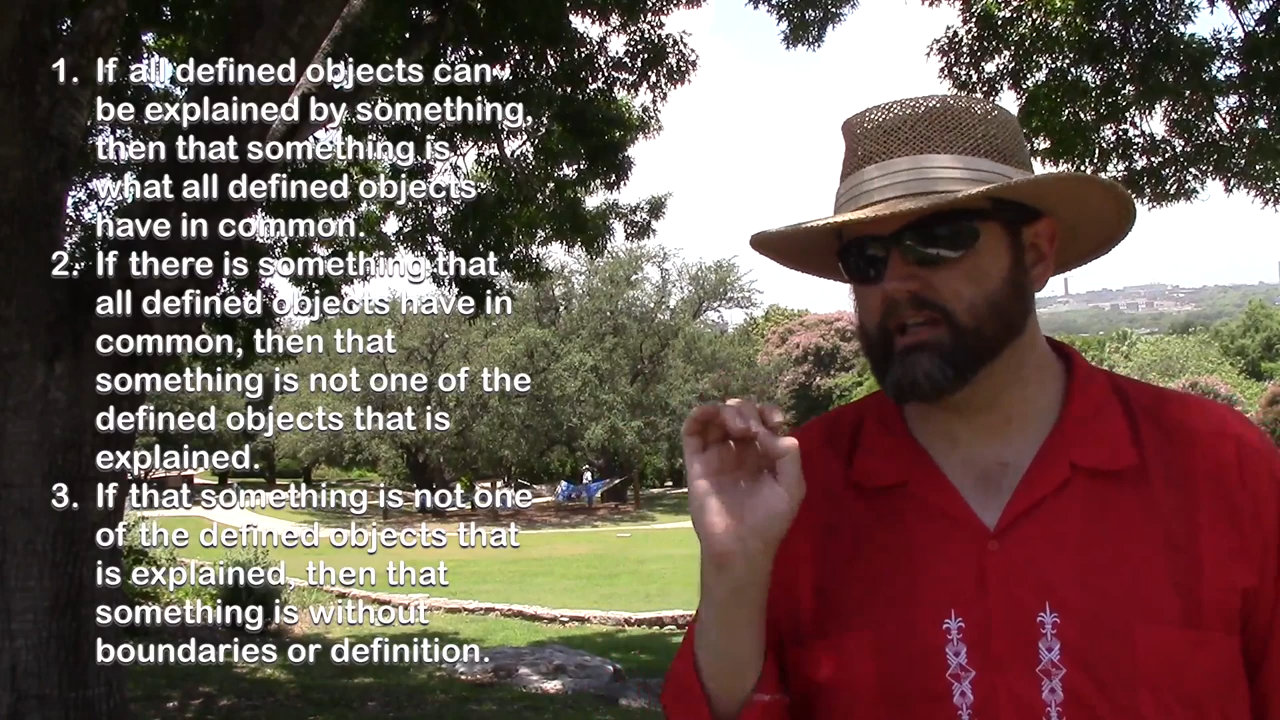 1. If all defined objects can
be explained by something,
then that something is
what all defined objects
have in common.
2. If there is something that
all defined objects have in
common, then that
something is not one of the
defined objects that is
explained.
3. If that something is not one
of the defined objects that
is explained, then that
something is without
boundaries or definition.